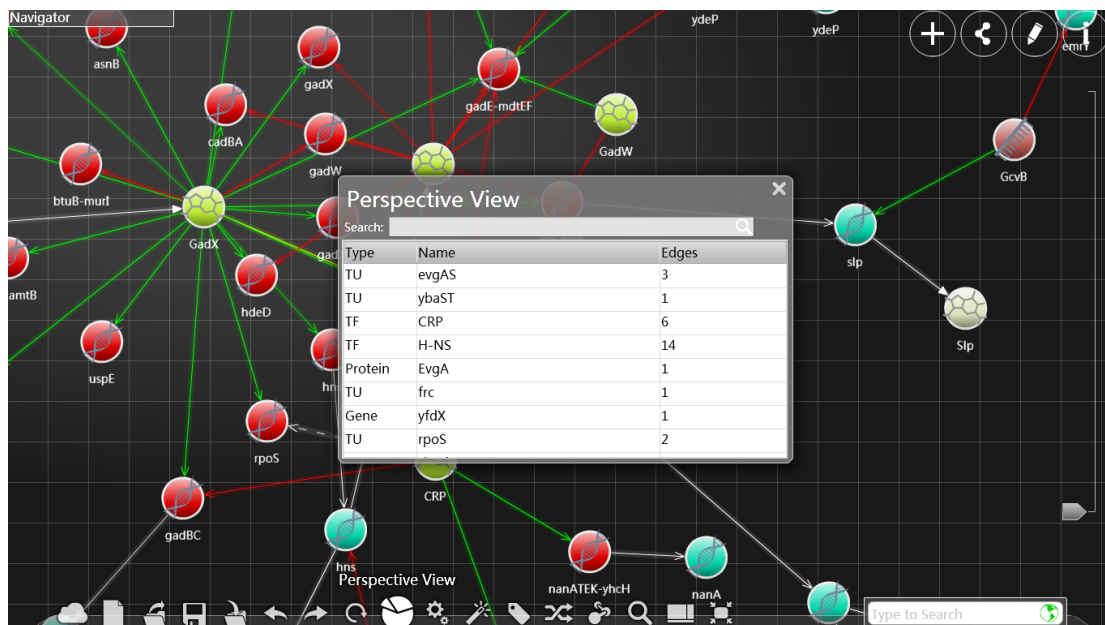 Navigator
ydeP
ydeP
emrY
asnB
gadX
gadE-mdtEF
cadBA
gadW
GadW
GcvB
btuB-murI
GadX
slp
amtB
hdeD
Slp
uspE
rpoS
gadBC
CRP
hns
nanATEK-yhcH
nanA
Perspective View
Search:
Type Name Edges
TU evgAS 3
TU ybaST 1
TF CRP 6
TF H-NS 14
Protein EvgA 1
TU frc 1
Gene yfdX 1
TU rpoS 2
Perspective View
Type to Search